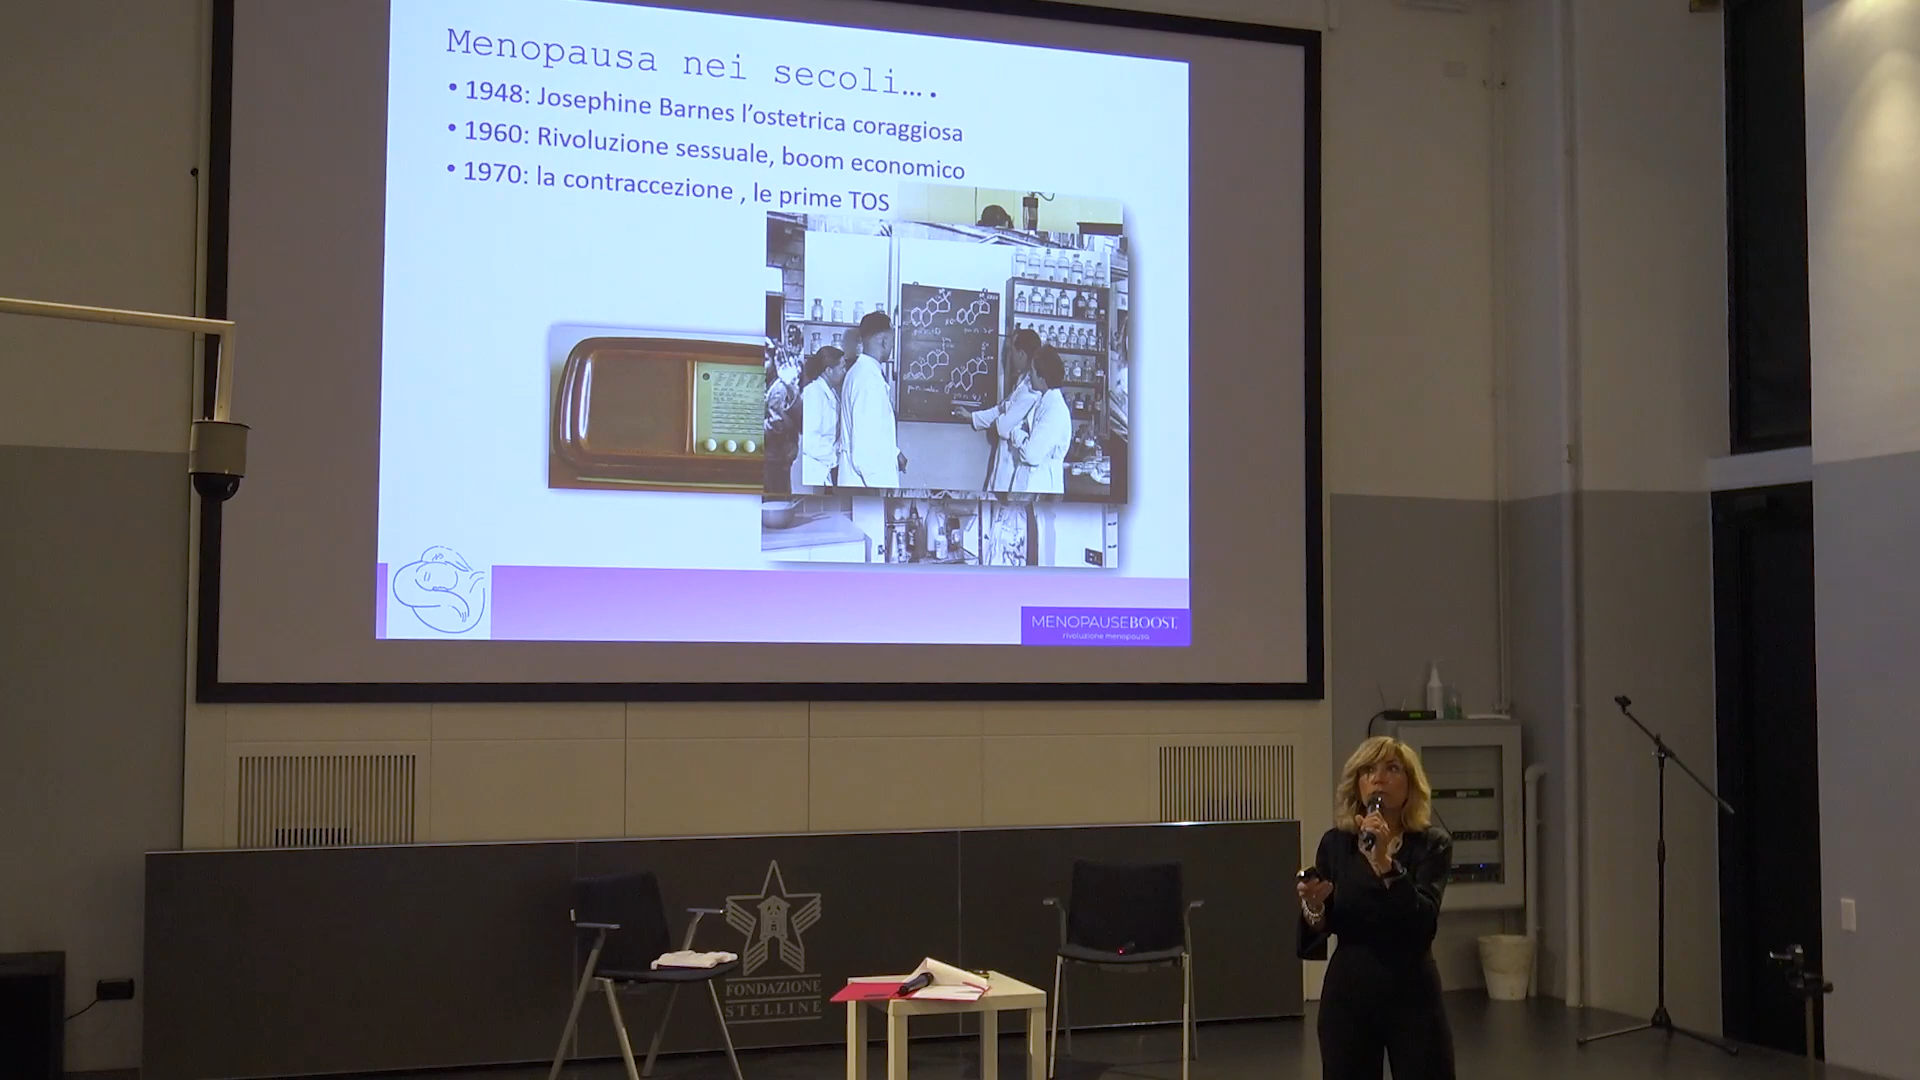 Menopausa nei secoli….
• 1948: Josephine Barnes l’ostetrica coraggiosa
• 1960: Rivoluzione sessuale, boom economico
• 1970: la contraccezione , le prime TOS
MENOPAUSEBOOST.
rivoluzione menopausa
FONDAZIONE
STELLINE